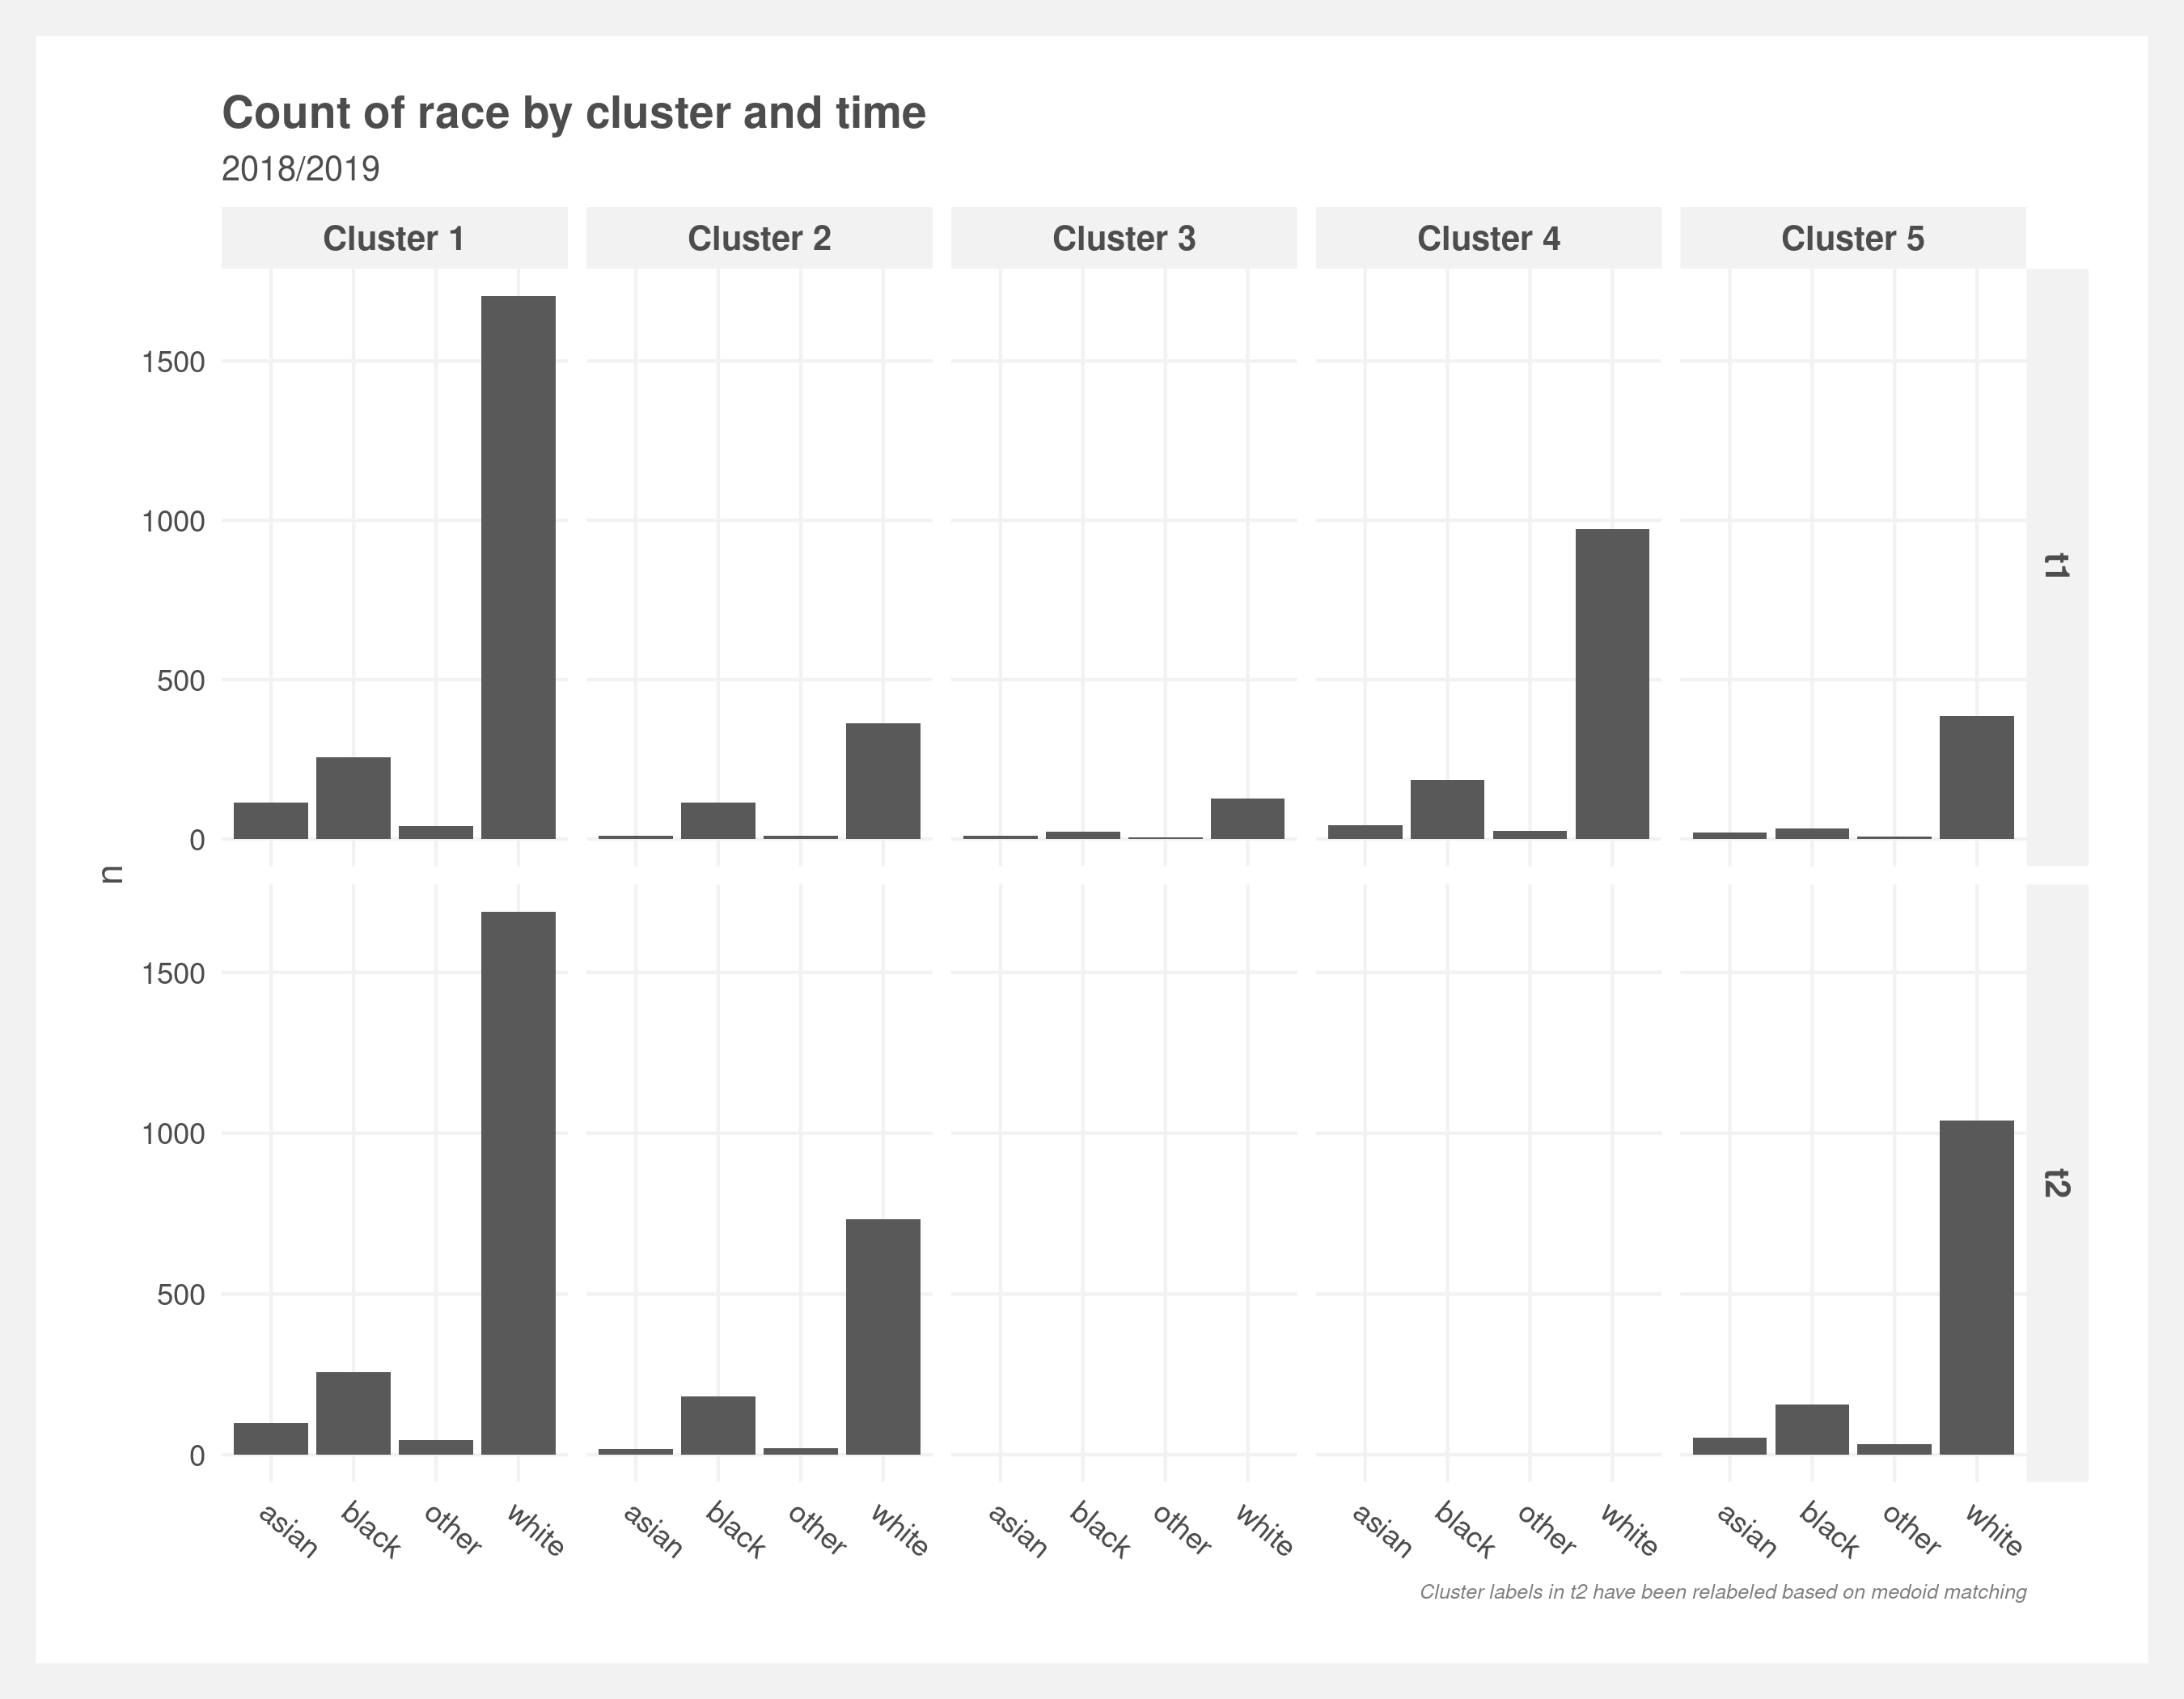 Count of race by cluster and time
2018/2019
Cluster 1 Cluster 2 Cluster 3 Cluster 4 Cluster 5
1500
1000
500
0
t1
n
1500
1000
500
0
t2
asian black other white asian black other white asian black other white asian black other white asian black other white
Cluster labels in t2 have been relabeled based on medoid matching